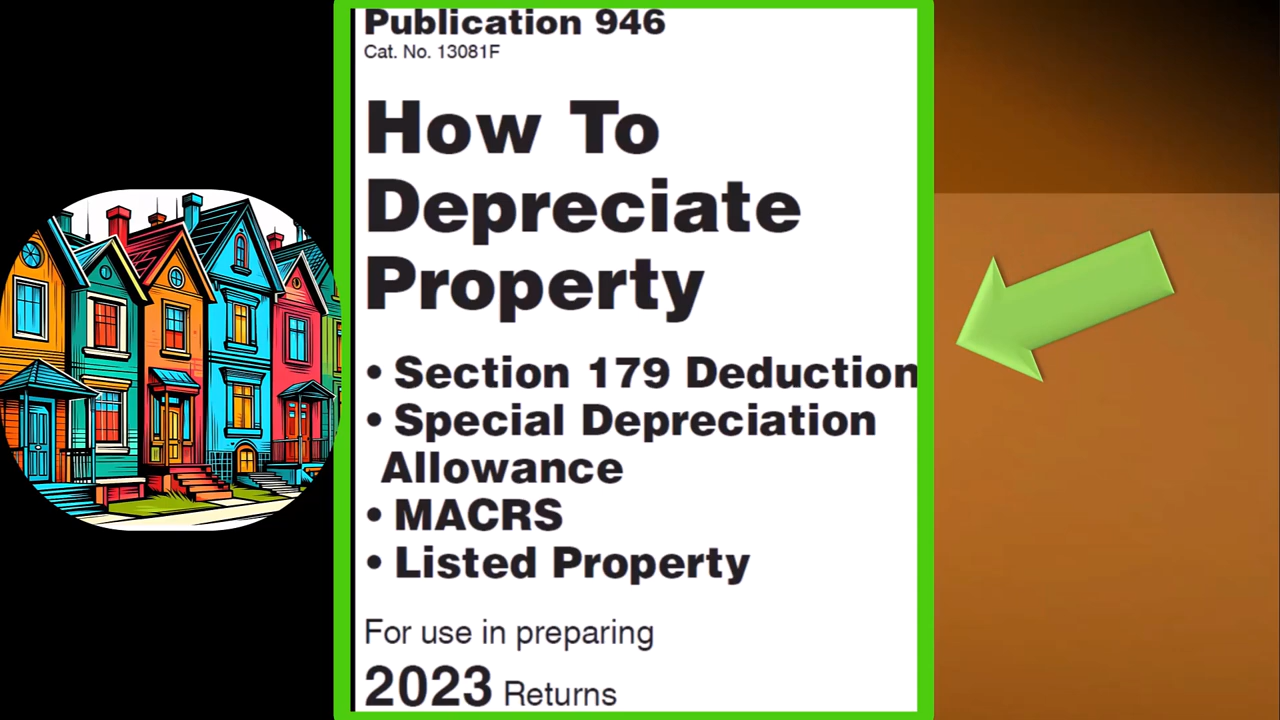 Publication 946
Cat. No. 13081F
How To
Depreciate
Property
• Section 179 Deduction
• Special Depreciation
Allowance
• MACRS
• Listed Property
For use in preparing
2023 Returns